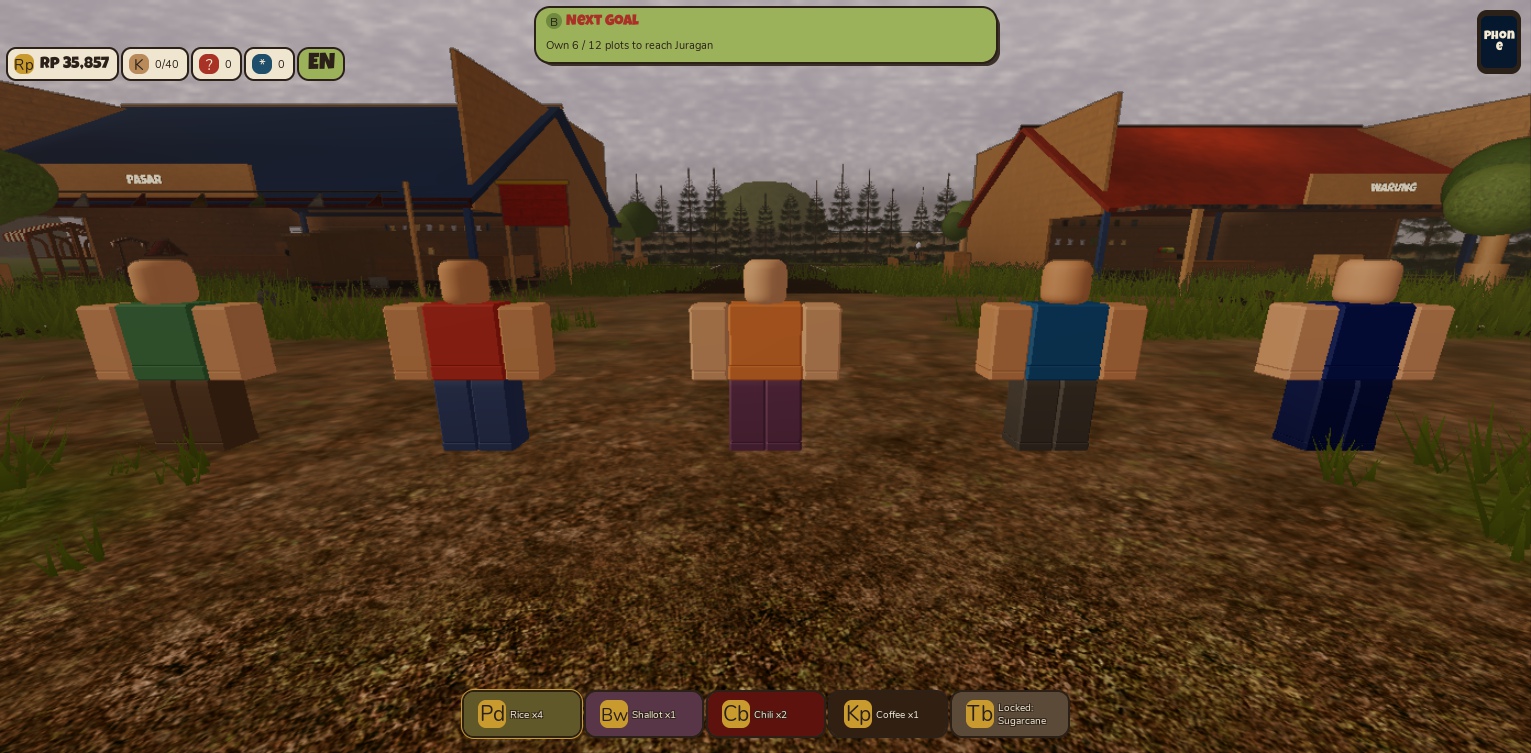 B NEXT GOAL
Own 6 / 12 plots to reach Juragan
Phon
e
Rp RP 35,857
K 0/40
? 0
* 0
EN
PASAR
WARUNG
Pd Rice x4
Bw Shallot x1
Cb Chili x2
Kp Coffee x1
Tb Locked:
Sugarcane